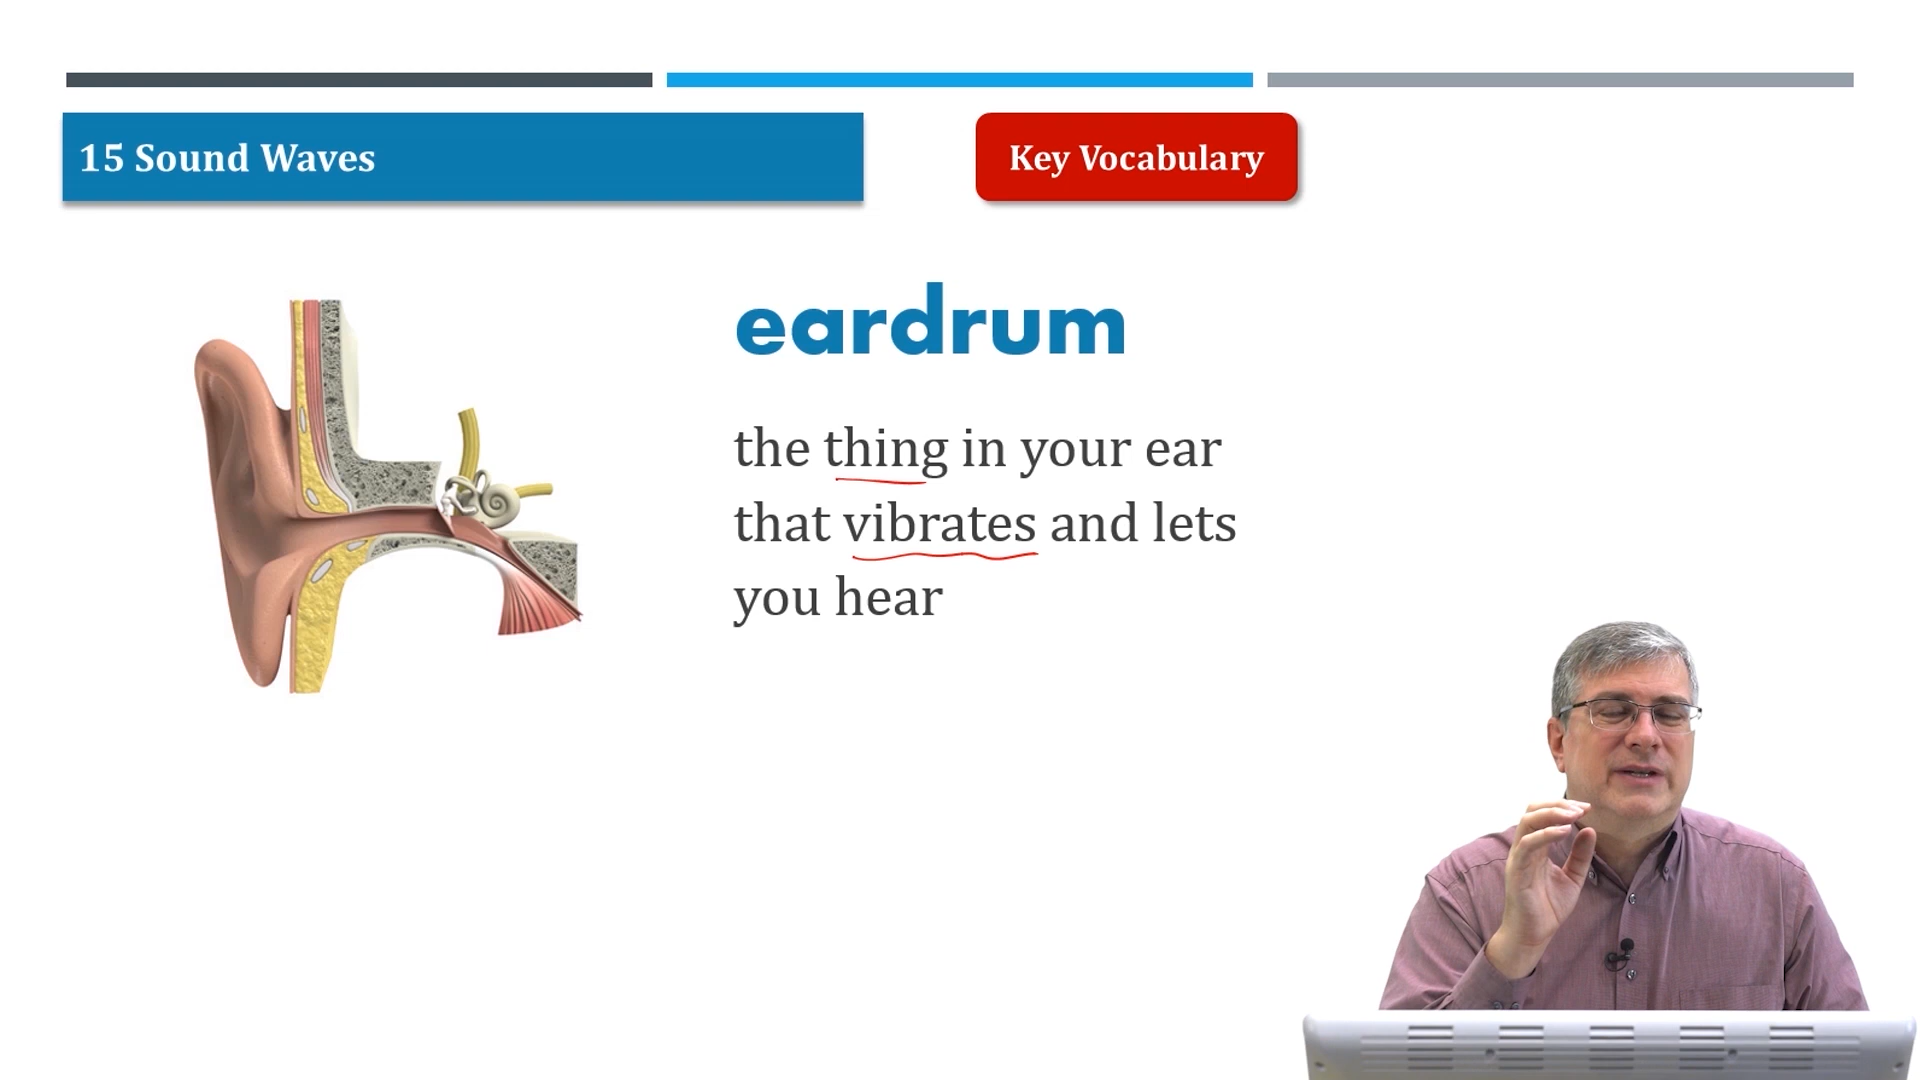 15 Sound Waves
Key Vocabulary
eardrum
the thing in your ear
that vibrates and lets
you hear